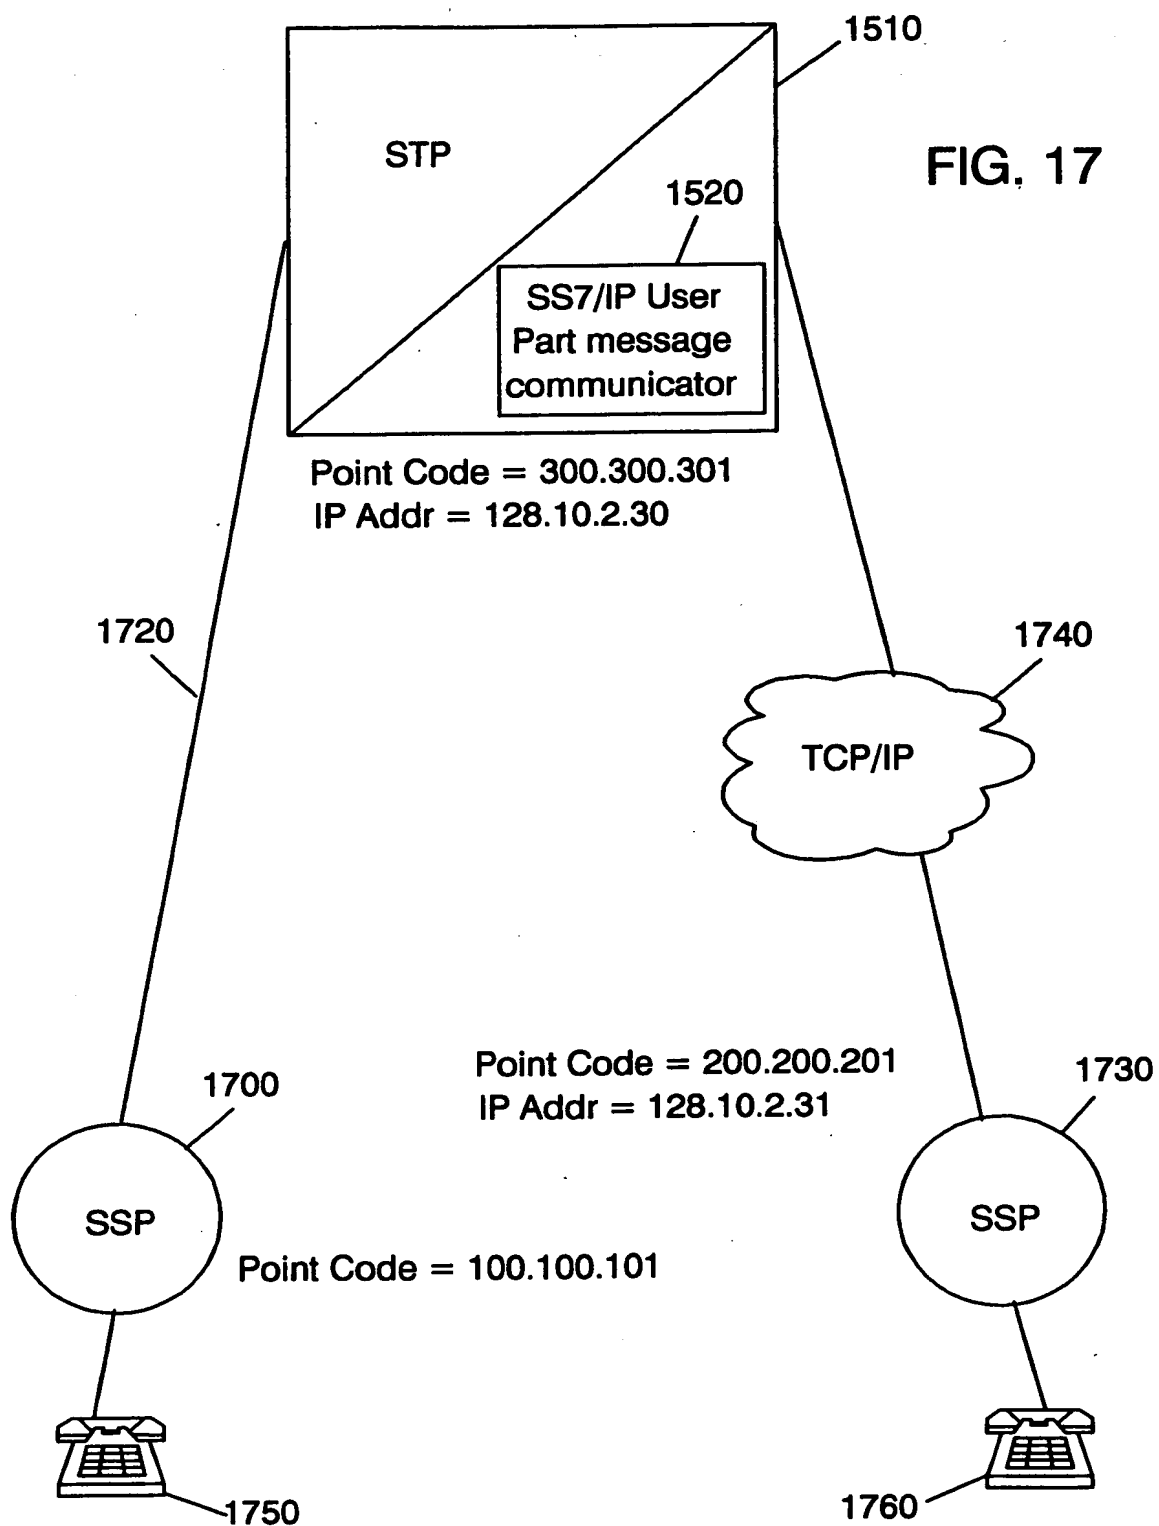 1510
STP
FIG. 17
1520
SS7/IP User
Part message
communicator
Point Code = 300.300.301
IP Addr = 128.10.2.30
1720
1740
TCP/IP
Point Code = 200.200.201
IP Addr = 128.10.2.31
1730
1700
SSP
SSP
Point Code = 100.100.101
1750
1760